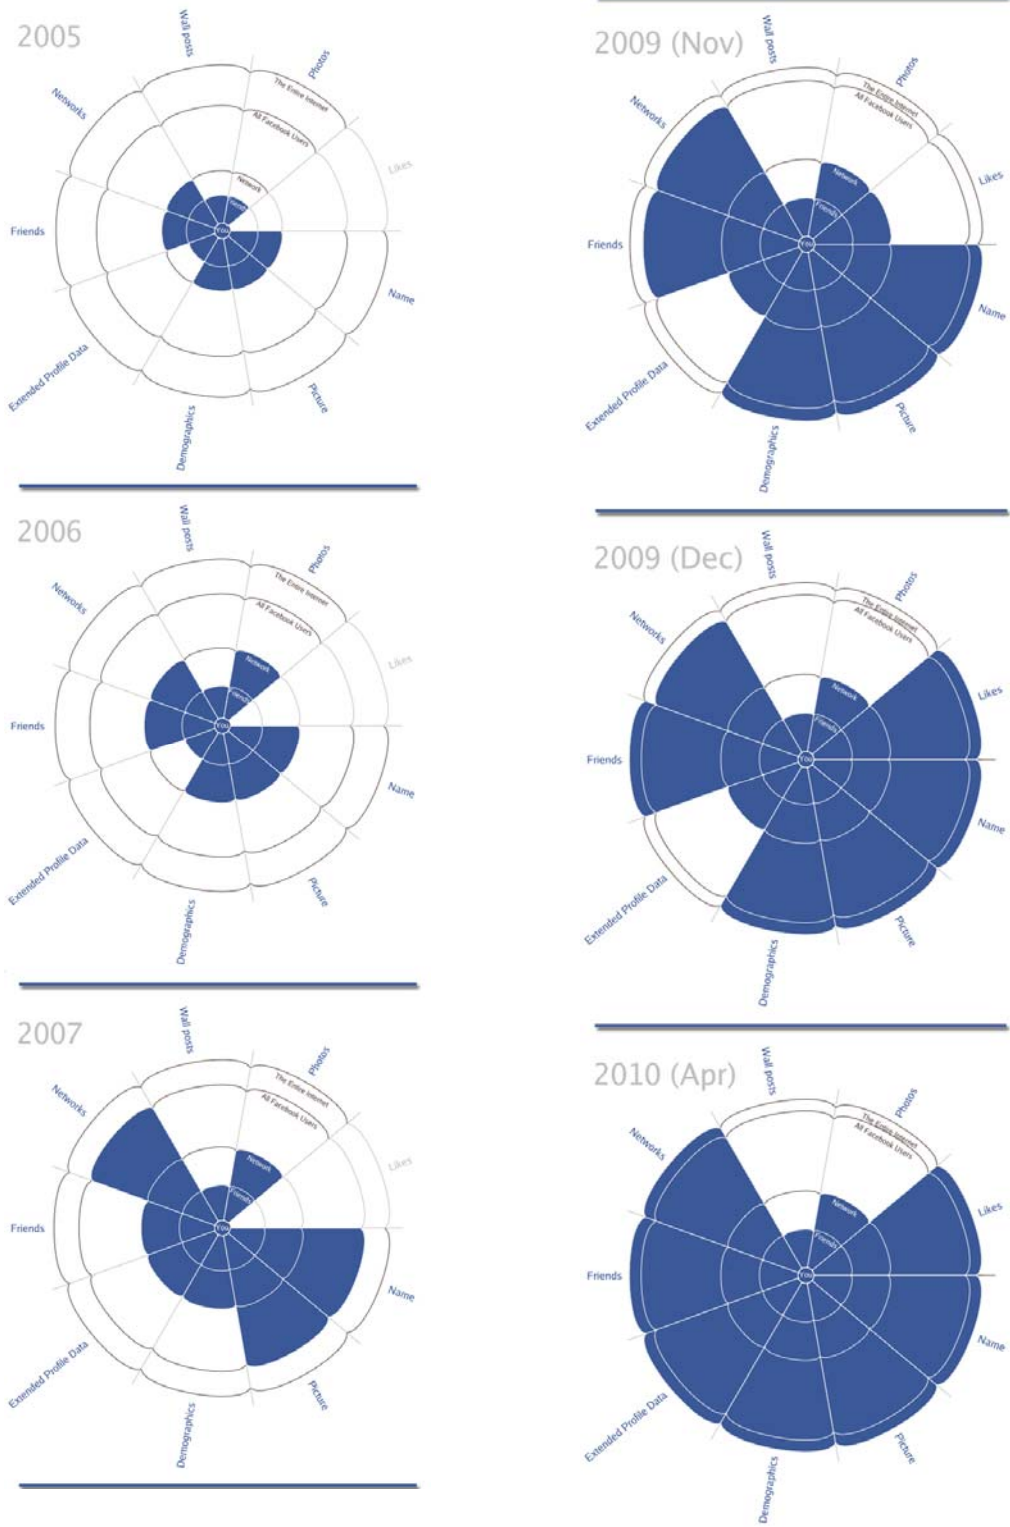 2005
Wall posts
Photos
The Entire Internet
All Facebook Users
Network
Friends
You
Networks
Likes
Friends
Name
Extended Profile Data
Picture
Demographics
2006
Wall posts
Photos
The Entire Internet
All Facebook Users
Network
Friends
You
Networks
Likes
Friends
Name
Extended Profile Data
Picture
Demographics
2007
Wall posts
Photos
The Entire Internet
All Facebook Users
Network
Friends
You
Networks
Likes
Friends
Name
Extended Profile Data
Picture
Demographics
2009 (Nov)
Wall posts
Photos
The Entire Internet
All Facebook Users
Network
Friends
You
Networks
Likes
Friends
Name
Extended Profile Data
Picture
Demographics
2009 (Dec)
Wall posts
Photos
The Entire Internet
All Facebook Users
Network
Friends
You
Networks
Likes
Friends
Name
Extended Profile Data
Picture
Demographics
2010 (Apr)
Wall posts
Photos
The Entire Internet
All Facebook Users
Network
Friends
You
Networks
Likes
Friends
Name
Extended Profile Data
Picture
Demographics